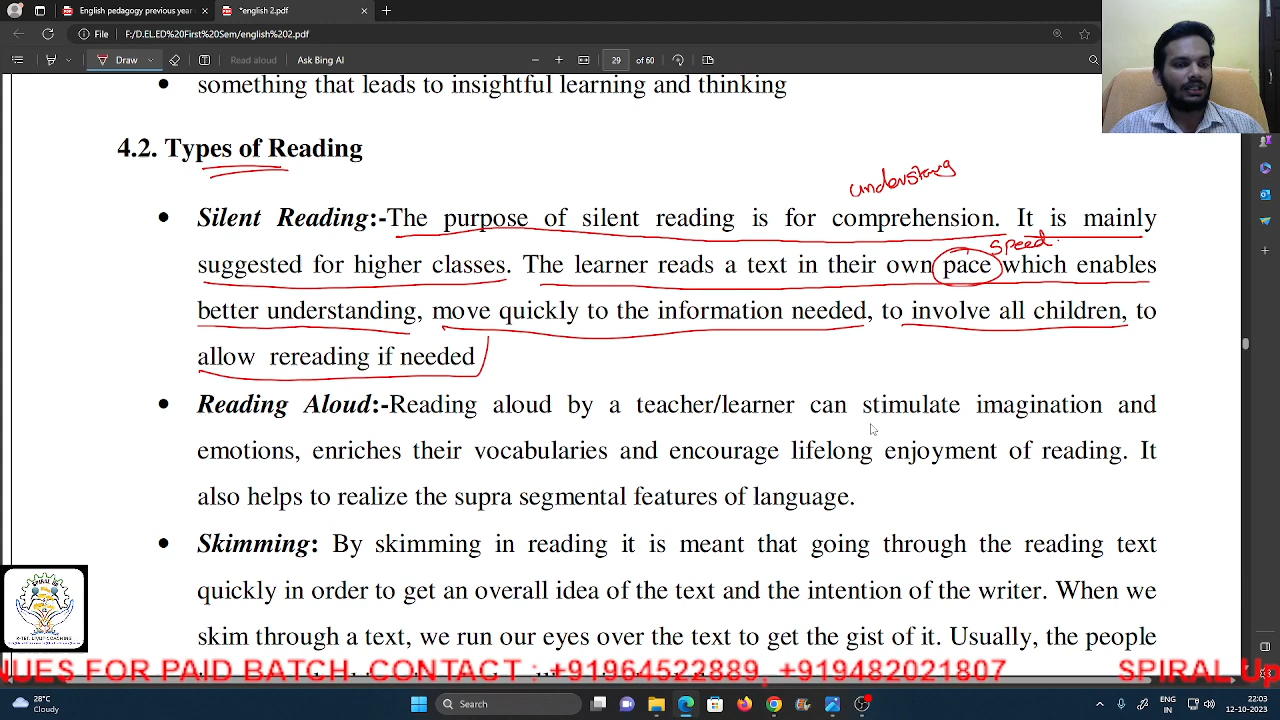 English pedagogy previous year
*english 2.pdf
File
F:/D.ELED%20First%20Sem/english%202.pdf
Draw
Read aloud
Ask Bing AI
29 of 60
something that leads to insightful learning and thinking
4.2. Types of Reading
understang
• Silent Reading:-The purpose of silent reading is for comprehension. It is mainly
speed.
suggested for higher classes. The learner reads a text in their own pace which enables
better understanding, move quickly to the information needed, to involve all children, to
allow rereading if needed
• Reading Aloud:-Reading aloud by a teacher/learner can stimulate imagination and
emotions, enriches their vocabularies and encourage lifelong enjoyment of reading. It
also helps to realize the supra segmental features of language.
• Skimming: By skimming in reading it is meant that going through the reading text
quickly in order to get an overall idea of the text and the intention of the writer. When we
skim through a text, we run our eyes over the text to get the gist of it. Usually, the people
NUES FOR PAID BATCH. CONTACT : +91964522889, +919482021807 SPIRAL Up
28°C
Cloudy
Search
ENG
IN
22:03
12-10-2023